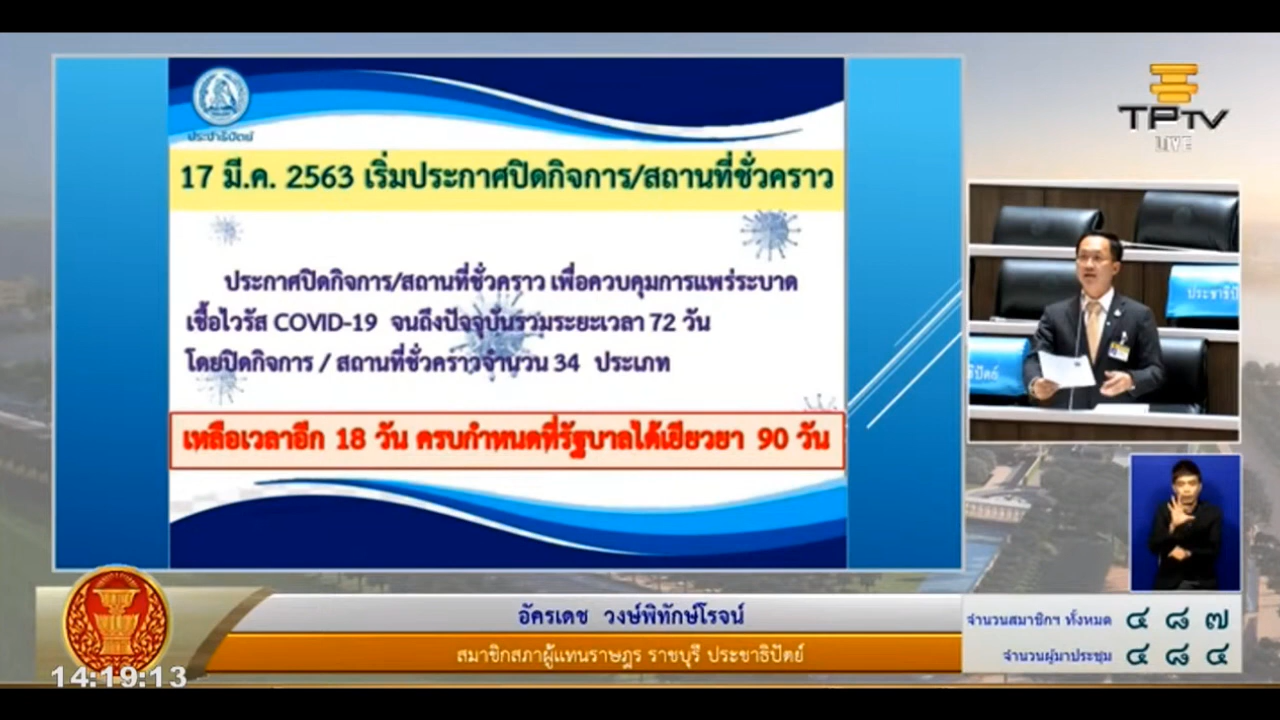 ประชาธิปัตย์
17 มี.ค. 2563 เริ่มประกาศปิดกิจการ/สถานที่ชั่วคราว
ประกาศปิดกิจการ/สถานที่ชั่วคราว เพื่อควบคุมการแพร่ระบาด
เชื้อไวรัส COVID-19 จนถึงปัจจุบันรวมระยะเวลา 72 วัน
โดยปิดกิจการ / สถานที่ชั่วคราวจำนวน 34 ประเภท
เหลือเวลาอีก 18 วัน ครบกำหนดที่รัฐบาลได้เยียวยา 90 วัน
TPTV
LIVE
ประชาธิปั
ธิปัตย์
อัครเดช วงษ์พิทักษ์โรจน์
สมาชิกสภาผู้แทนราษฎร ราชบุรี ประชาธิปัตย์
จำนวนสมาชิกฯ ทั้งหมด ๔๘๗
จำนวนผู้มาประชุม ๔๘๔
14:19:13